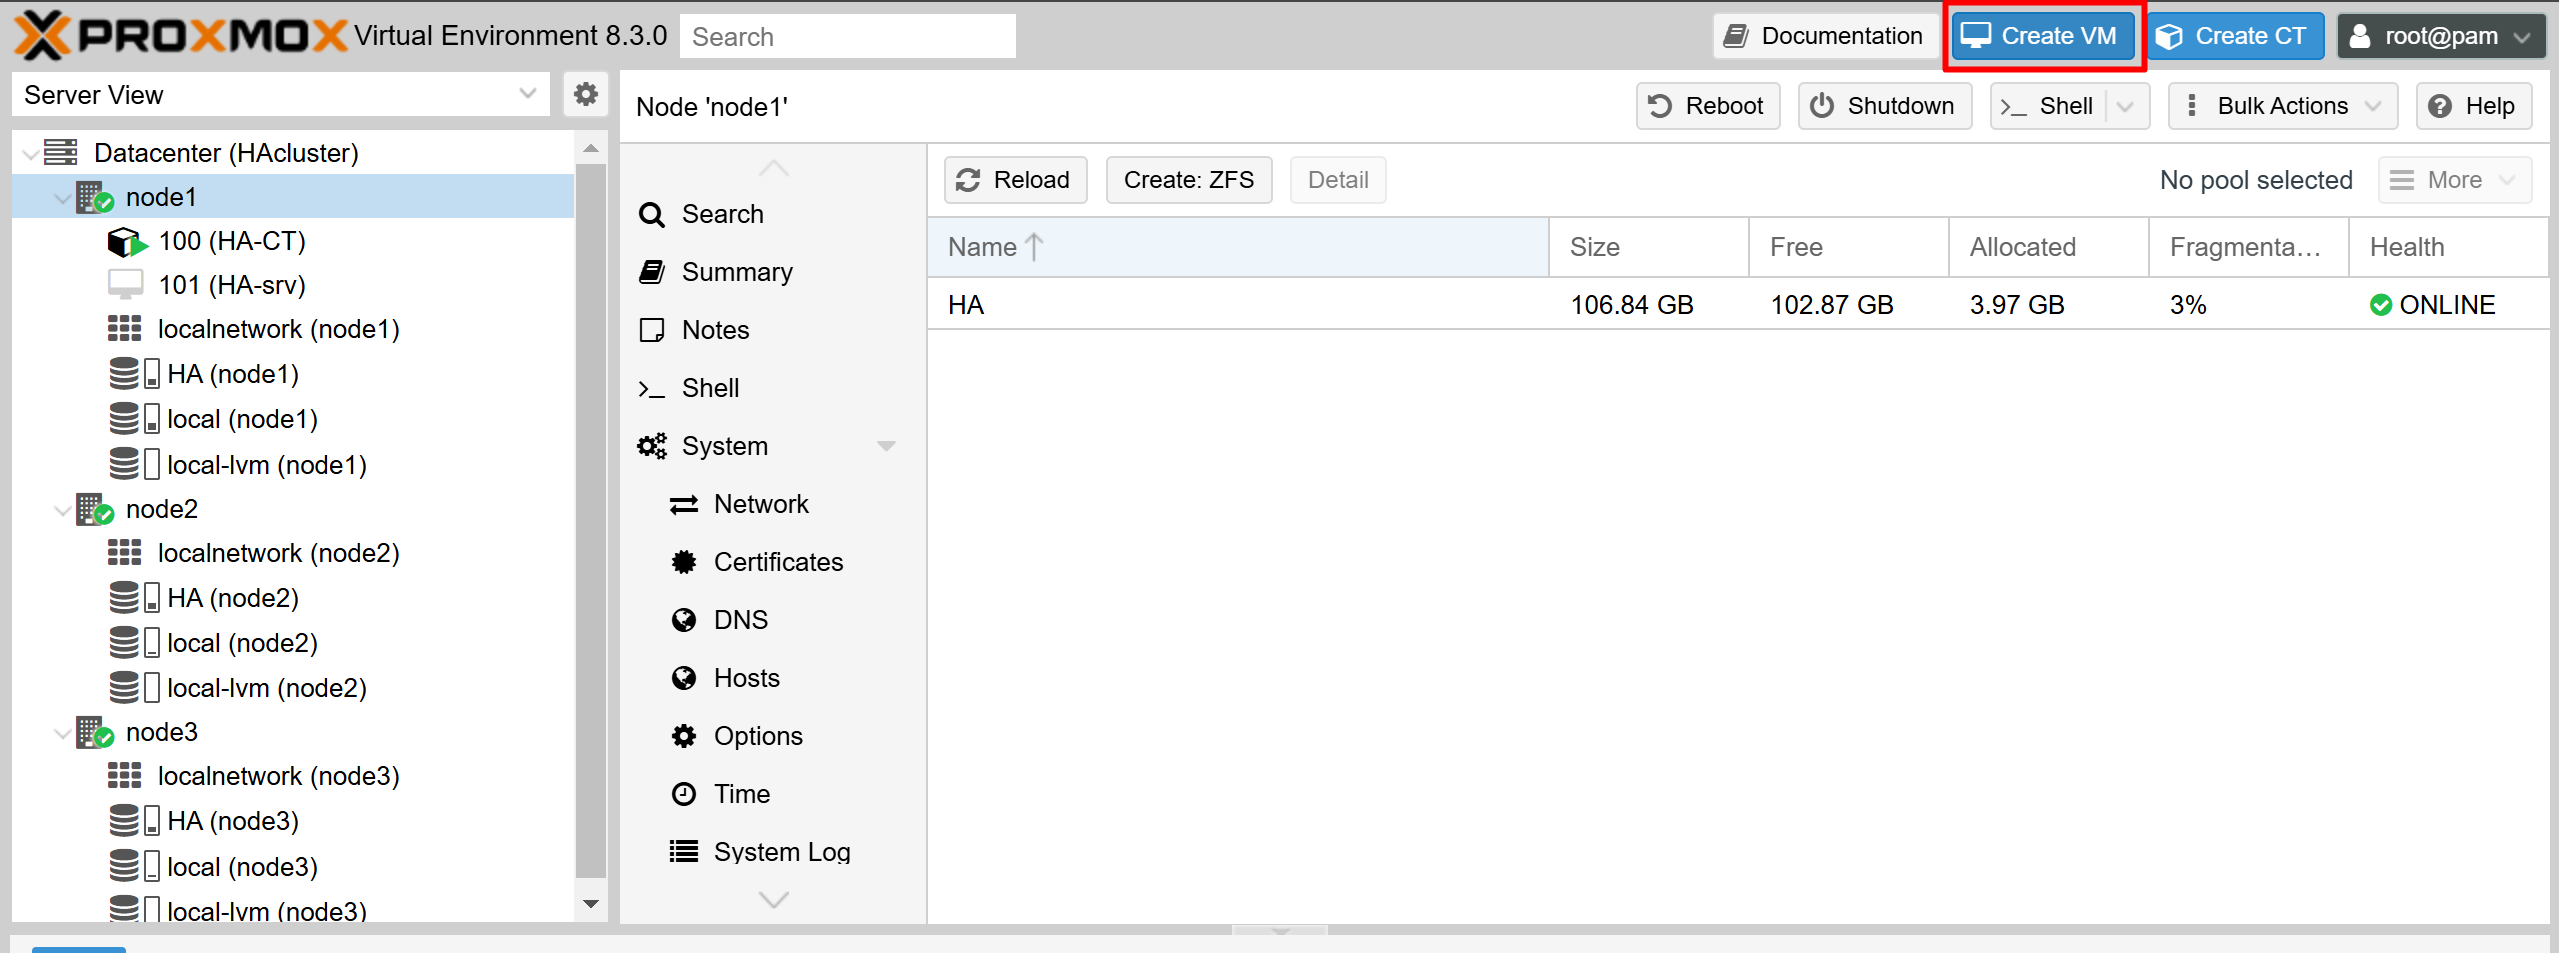 PROXMOX Virtual Environment 8.3.0 Search Documentation Create VM Create CT root@pam
Server View
Datacenter (HAcluster)
node1
100 (HA-CT)
101 (HA-srv)
localnetwork (node1)
HA (node1)
local (node1)
local-lvm (node1)
node2
localnetwork (node2)
HA (node2)
local (node2)
local-lvm (node2)
node3
localnetwork (node3)
HA (node3)
local (node3)
local-lvm (node3)
Node 'node1' Reboot Shutdown Shell Bulk Actions Help
Search
Summary
Notes
Shell
System
Network
Certificates
DNS
Hosts
Options
Time
System Log
Reload Create: ZFS Detail No pool selected More
Name Size Free Allocated Fragmenta... Health
HA 106.84 GB 102.87 GB 3.97 GB 3% ONLINE